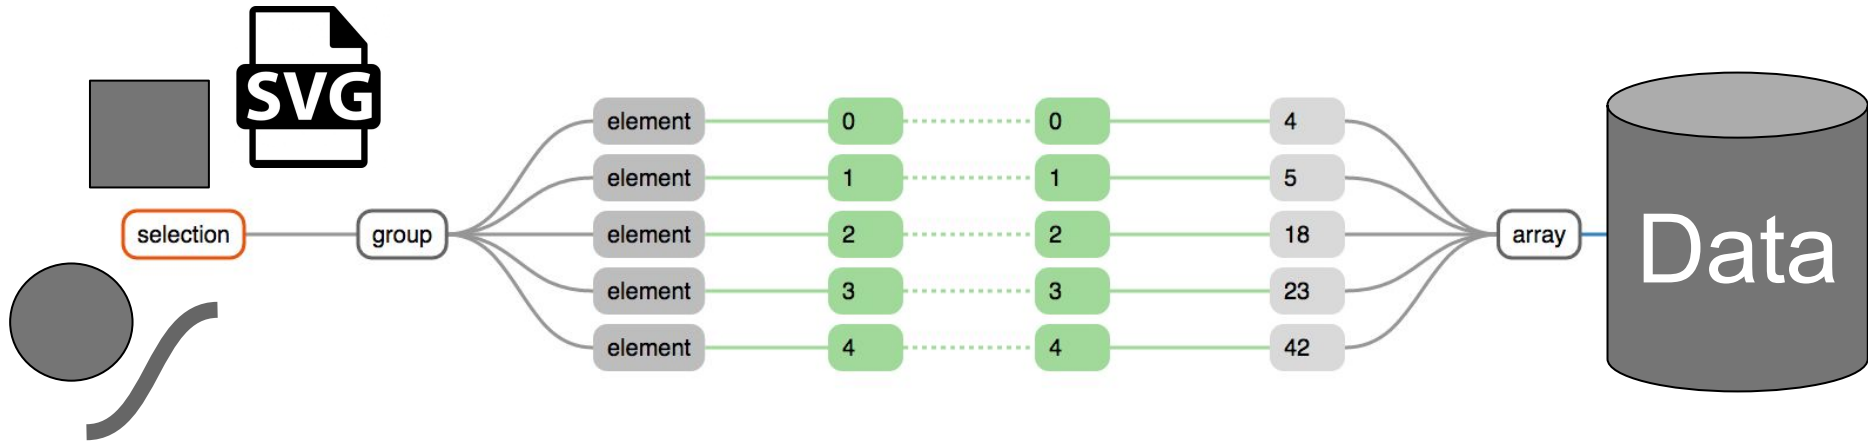 SVG
element 0 0 4
element 1 1 5
selection group element 2 2 18 array Data
element 3 3 23
element 4 4 42